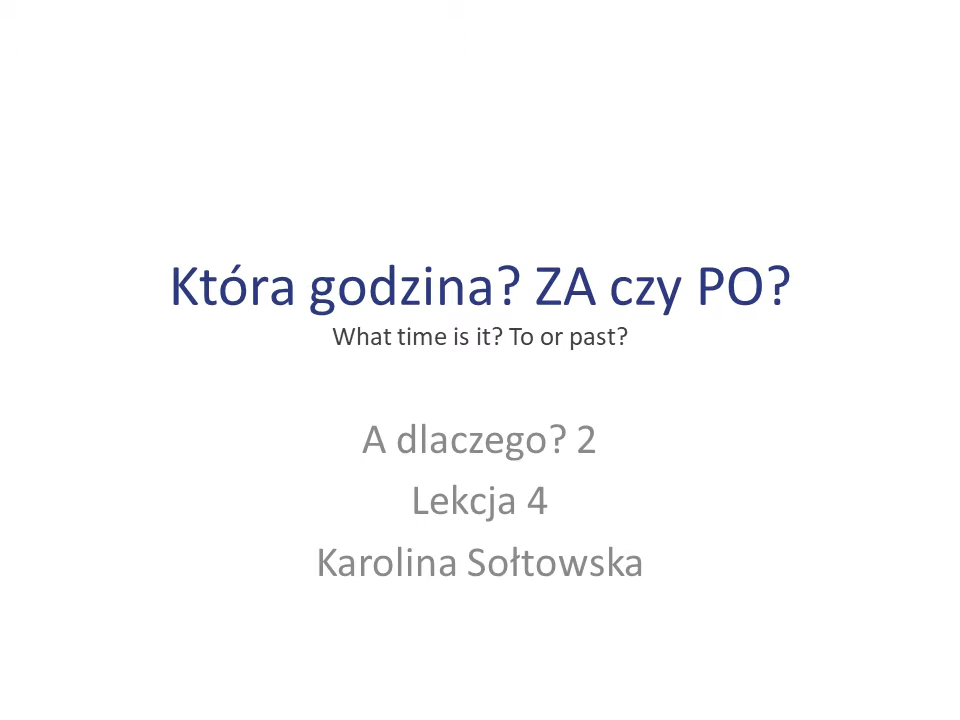 Która godzina? ZA czy PO?
What time is it? To or past?
A dlaczego? 2
Lekcja 4
Karolina Sołtowska